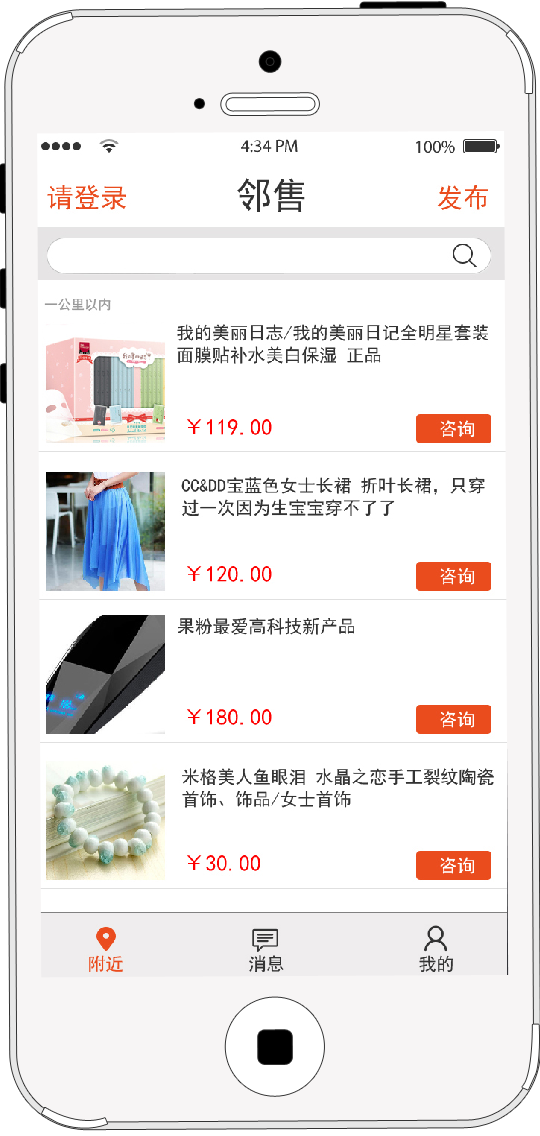 4:34 PM 100%
请登录 邻售 发布
一公里以内
我的美丽日志/我的美丽日记全明星套装
面膜贴补水美白保湿 正品
￥119.00 咨询
CC&DD宝蓝色女士长裙 折叶长裙，只穿
过一次因为生宝宝穿不了了
￥120.00 咨询
果粉最爱高科技新产品
￥180.00 咨询
米格美人鱼眼泪 水晶之恋手工裂纹陶瓷
首饰、饰品/女士首饰
￥30.00 咨询
附近 消息 我的